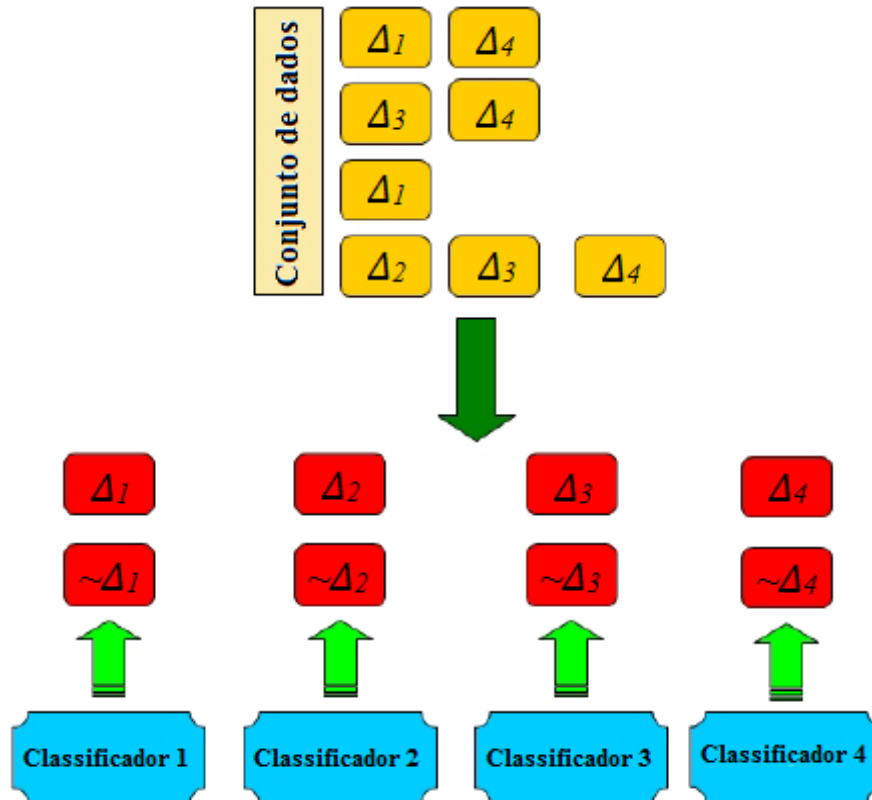 Conjunto de dados
Δ1 Δ4
Δ3 Δ4
Δ1
Δ2 Δ3 Δ4
Δ1 Δ2 Δ3 Δ4
~Δ1 ~Δ2 ~Δ3 ~Δ4
Classificador 1 Classificador 2 Classificador 3 Classificador 4